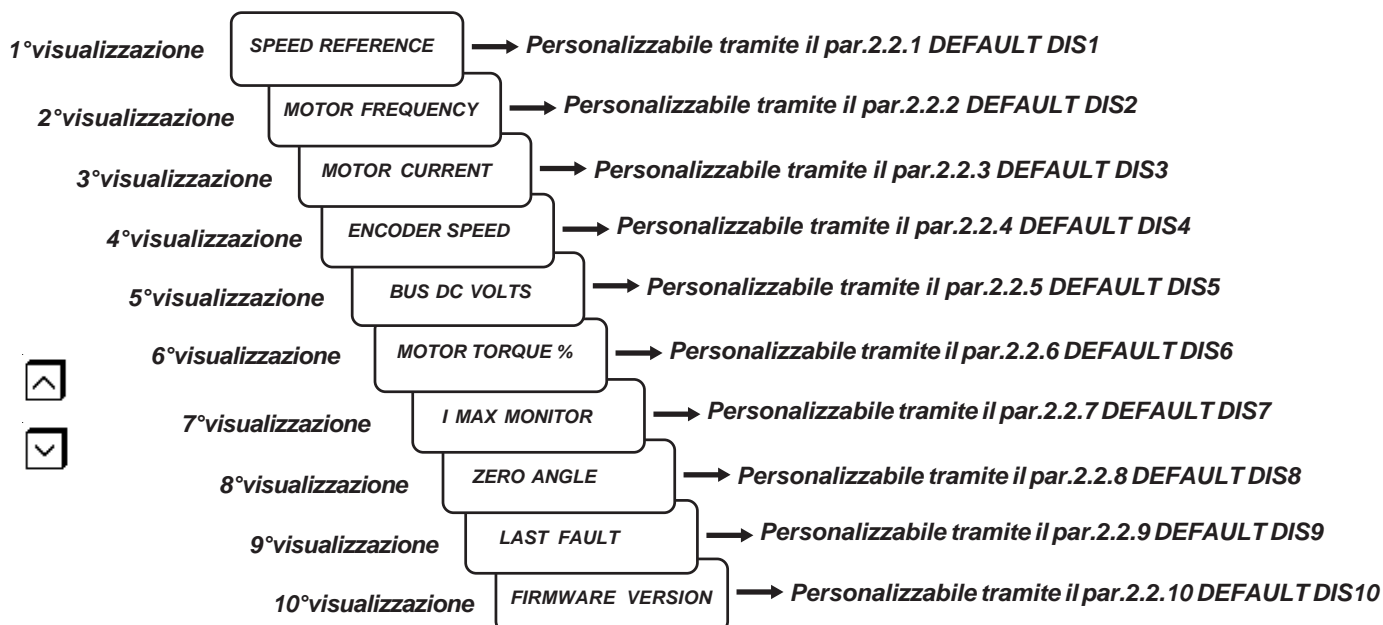 1°visualizzazione SPEED REFERENCE Personalizzabile tramite il par.2.2.1 DEFAULT DIS1
2°visualizzazione MOTOR FREQUENCY Personalizzabile tramite il par.2.2.2 DEFAULT DIS2
3°visualizzazione MOTOR CURRENT Personalizzabile tramite il par.2.2.3 DEFAULT DIS3
4°visualizzazione ENCODER SPEED Personalizzabile tramite il par.2.2.4 DEFAULT DIS4
5°visualizzazione BUS DC VOLTS Personalizzabile tramite il par.2.2.5 DEFAULT DIS5
6°visualizzazione MOTOR TORQUE % Personalizzabile tramite il par.2.2.6 DEFAULT DIS6
7°visualizzazione I MAX MONITOR Personalizzabile tramite il par.2.2.7 DEFAULT DIS7
8°visualizzazione ZERO ANGLE Personalizzabile tramite il par.2.2.8 DEFAULT DIS8
9°visualizzazione LAST FAULT Personalizzabile tramite il par.2.2.9 DEFAULT DIS9
10°visualizzazione FIRMWARE VERSION Personalizzabile tramite il par.2.2.10 DEFAULT DIS10